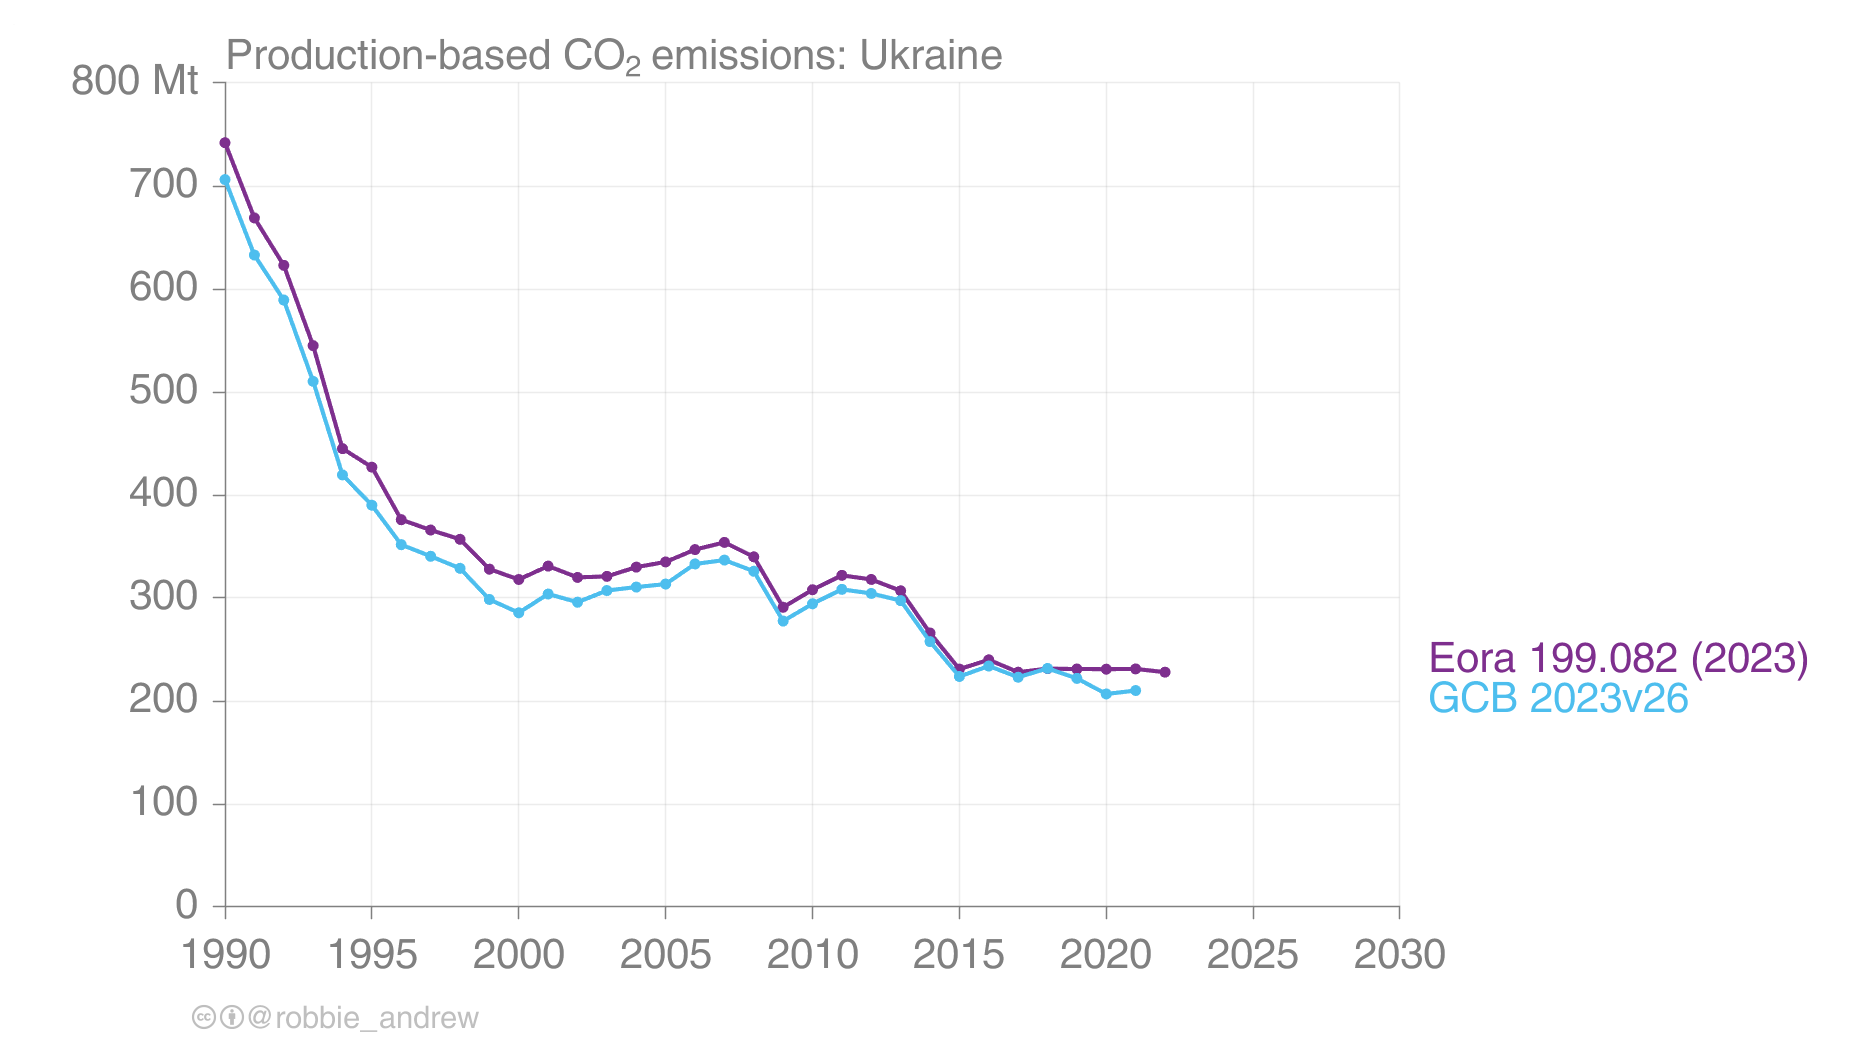 Production-based CO₂ emissions: Ukraine
800 Mt
700
600
500
400
300
200
100
0
1990 1995 2000 2005 2010 2015 2020 2025 2030
Eora 199.082 (2023)
GCB 2023v26
cc @robbie_andrew